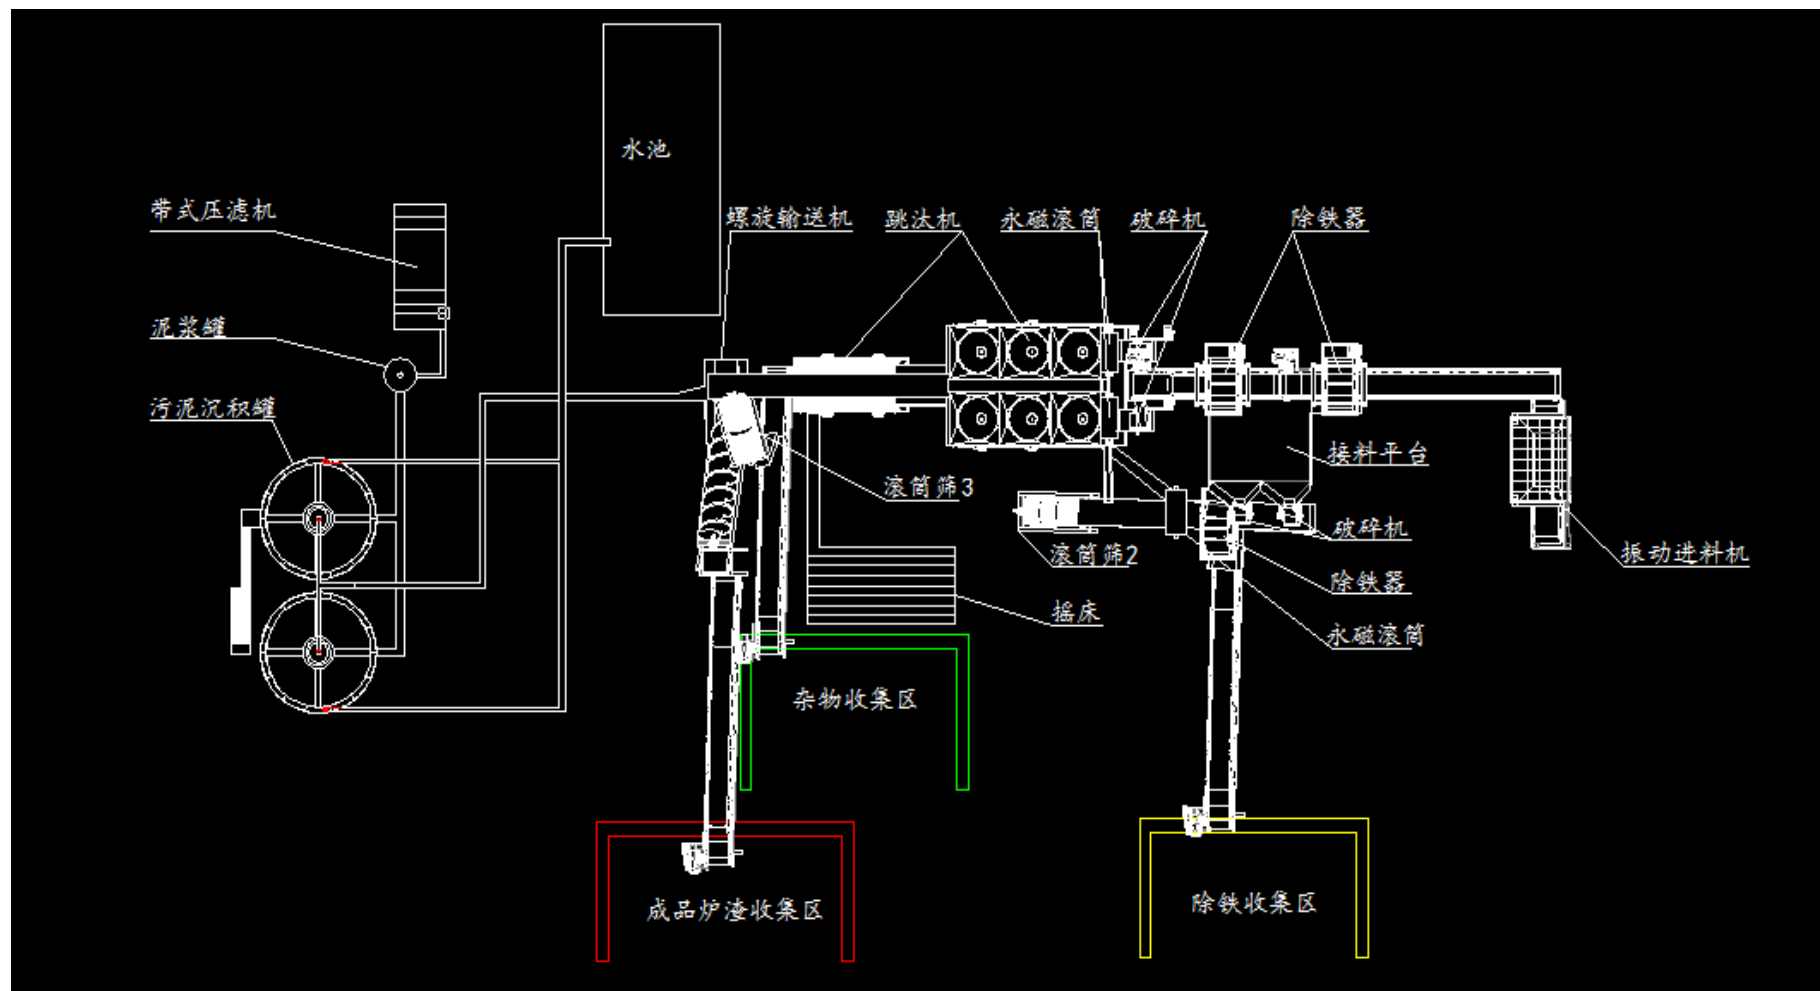 水池
带式压滤机
螺旋输送机
跳汰机
永磁滚筒
破碎机
除铁器
泥浆罐
污泥沉积罐
接料平台
滚筒筛3
破碎机
滚筒筛2
振动进料机
除铁器
摇床
永磁滚筒
杂物收集区
成品炉渣收集区
除铁收集区